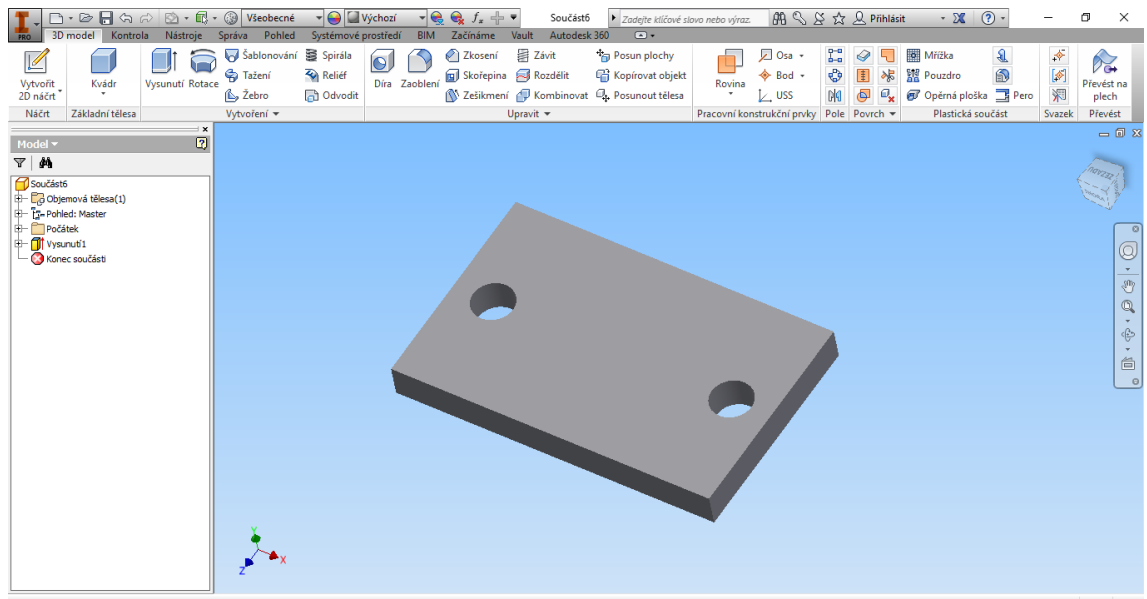 Všeobecné
Výchozí
Součást6
Zadejte klíčové slovo nebo výraz.
Přihlásit
PRO
3D model Kontrola Nástroje Správa Pohled Systémové prostředí BIM Začínáme Vault Autodesk 360
Vytvořit
2D náčrt
Kvádr
Vysunutí
Rotace
Šablonování
Tažení
Žebro
Spirála
Reliéf
Odvodit
Díra
Zaoblení
Zkosení
Skořepina
Zešikmení
Závit
Rozdělit
Kombinovat
Posun plochy
Kopírovat objekt
Posunout tělesa
Rovina
Osa
Bod
USS
Mřížka
Pouzdro
Opěrná ploška
Pero
Převést na
plech
Náčrt
Základní tělesa
Vytvoření
Upravit
Pracovní konstrukční prvky
Pole
Povrch
Plastická součást
Svazek
Převést
Model
Součást6
Objemová tělesa(1)
Pohled: Master
Počátek
Vysunutí1
Konec součásti
Y
X
Z